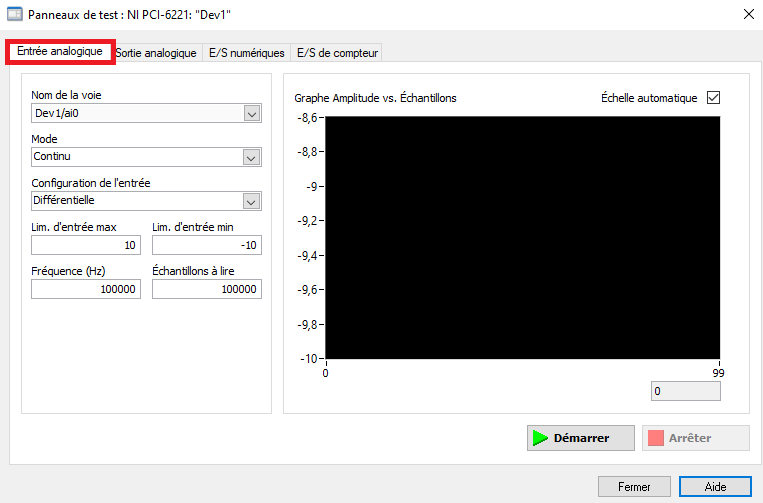 Panneaux de test : NI PCI-6221: "Dev1"
Entrée analogique Sortie analogique E/S numériques E/S de compteur
Nom de la voie
Dev1/ai0
Mode
Continu
Configuration de l'entrée
Différentielle
Lim. d'entrée max Lim. d'entrée min
10 -10
Fréquence (Hz) Échantillons à lire
100000 100000
Graphe Amplitude vs. Échantillons Échelle automatique
-8,6
-8,8
-9
-9,2
-9,4
-9,6
-9,8
-10
0 99
0
Démarrer Arrêter
Fermer Aide